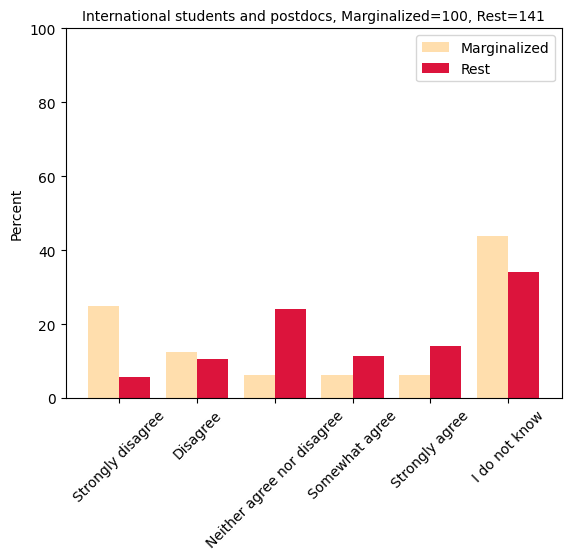 International students and postdocs, Marginalized=100, Rest=141
100
80
60
40
20
0
Percent
Marginalized
Rest
Strongly disagree
Disagree
Neither agree nor disagree
Somewhat agree
Strongly agree
I do not know